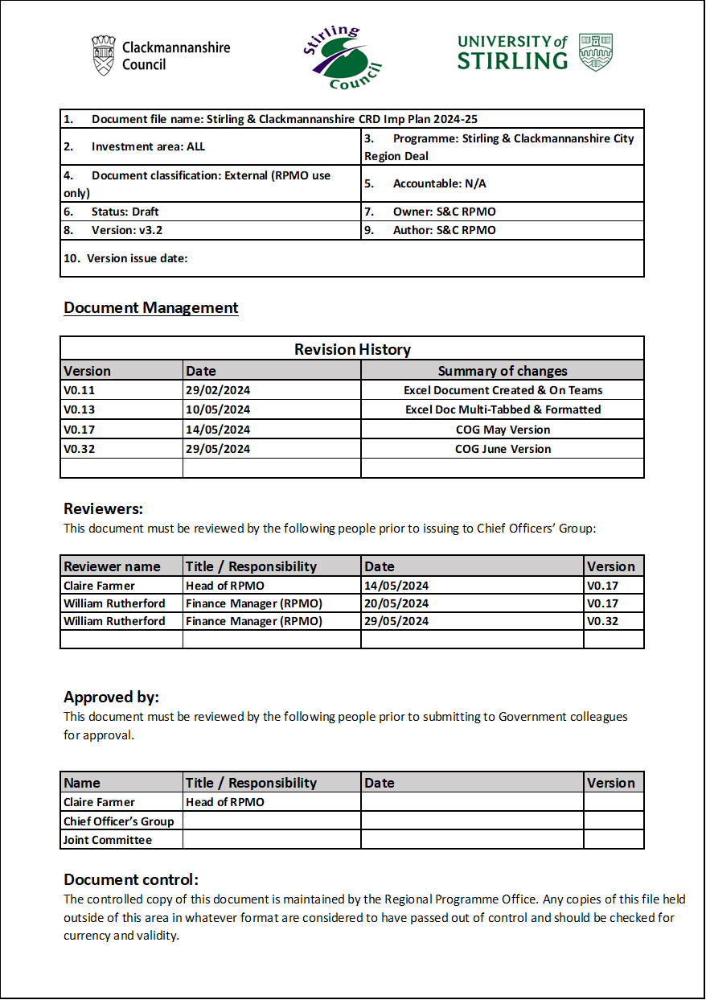 Clackmannanshire
Council
Stirling
Council
UNIVERSITY of
STIRLING
1. Document file name: Stirling & Clackmannanshire CRD Imp Plan 2024-25
2. Investment area: ALL
3. Programme: Stirling & Clackmannanshire City
Region Deal
4. Document classification: External (RPMO use
only)
5. Accountable: N/A
6. Status: Draft
7. Owner: S&C RPMO
8. Version: v3.2
9. Author: S&C RPMO
10. Version issue date:
Document Management
Revision History
Version Date Summary of changes
V0.11 29/02/2024 Excel Document Created & On Teams
V0.13 10/05/2024 Excel Doc Multi-Tabbed & Formatted
V0.17 14/05/2024 COG May Version
V0.32 29/05/2024 COG June Version
Reviewers:
This document must be reviewed by the following people prior to issuing to Chief Officers’ Group:
Reviewer name Title / Responsibility Date Version
Claire Farmer Head of RPMO 14/05/2024 V0.17
William Rutherford Finance Manager (RPMO) 20/05/2024 V0.17
William Rutherford Finance Manager (RPMO) 29/05/2024 V0.32
Approved by:
This document must be reviewed by the following people prior to submitting to Government colleagues
for approval.
Name Title / Responsibility Date Version
Claire Farmer Head of RPMO
Chief Officer’s Group
Joint Committee
Document control:
The controlled copy of this document is maintained by the Regional Programme Office. Any copies of this file held
outside of this area in whatever format are considered to have passed out of control and should be checked for
currency and validity.